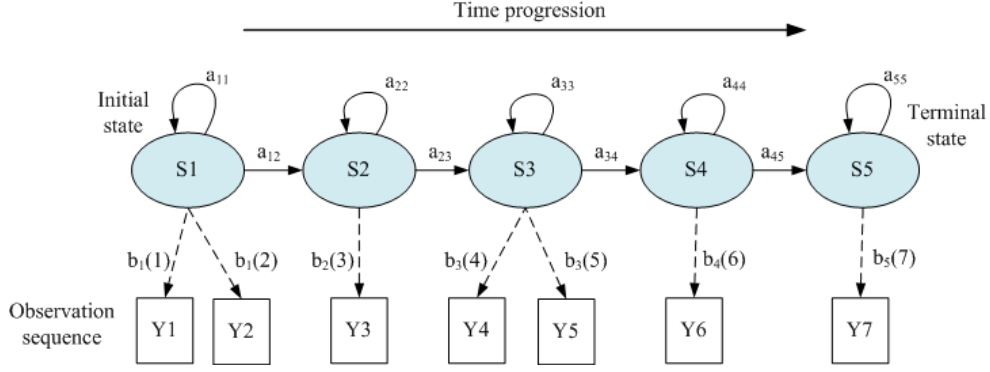 Time progression
Initial
state
a₁₁
a₂₂
a₃₃
a₄₄
a₅₅
Terminal
state
S1
a₁₂
S2
a₂₃
S3
a₃₄
S4
a₄₅
S5
b₁(1)
b₁(2)
b₂(3)
b₃(4)
b₃(5)
b₄(6)
b₅(7)
Observation
sequence
Y1
Y2
Y3
Y4
Y5
Y6
Y7